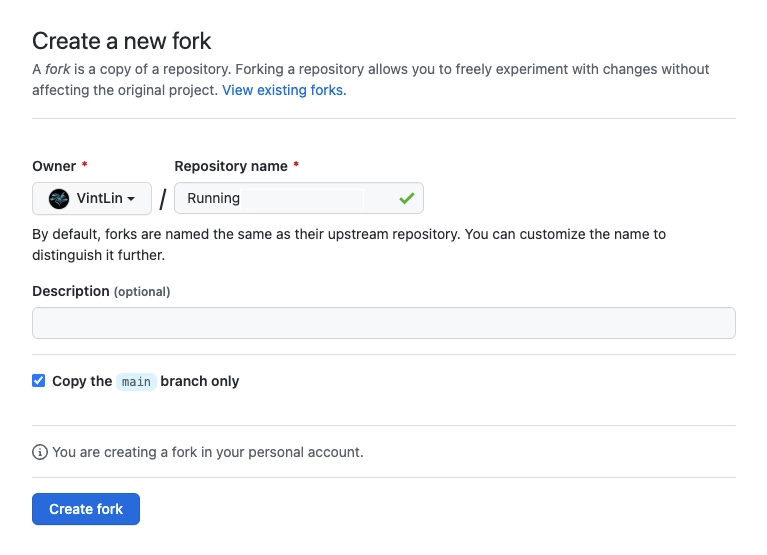 Create a new fork
A fork is a copy of a repository. Forking a repository allows you to freely experiment with changes without
affecting the original project. View existing forks.
Owner * Repository name *
VintLin / Running
By default, forks are named the same as their upstream repository. You can customize the name to
distinguish it further.
Description (optional)
Copy the main branch only
You are creating a fork in your personal account.
Create fork